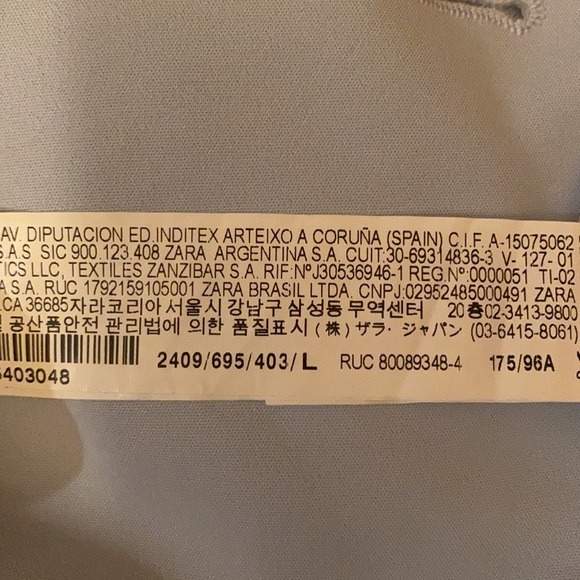 AV. DIPUTACION ED.INDITEX ARTEIXO A CORUÑA (SPAIN) C.I.F. A-15075062
S.A.S. SIC 900.123.408 ZARA ARGENTINA S.A. CUIT:30-69314836-3 V-127-01
TICS LLC, TEXTILES ZANZIBAR S.A. RIF:NºJ30536946-1 REG.Nº:0000051 TI-02
A S.A. RUC 1792159105001 ZARA BRASIL LTDA. CNPJ:02952485000491 ZARA
LCA 36685자라코리아 서울시 강남구 삼성동 무역센터 20층02-3413-9800
공산품안전 관리법에 의한 품질표시 (株) ザラ・ジャパン (03-6415-8061)
6403048 2409/695/403/L RUC 80089348-4 175/96A